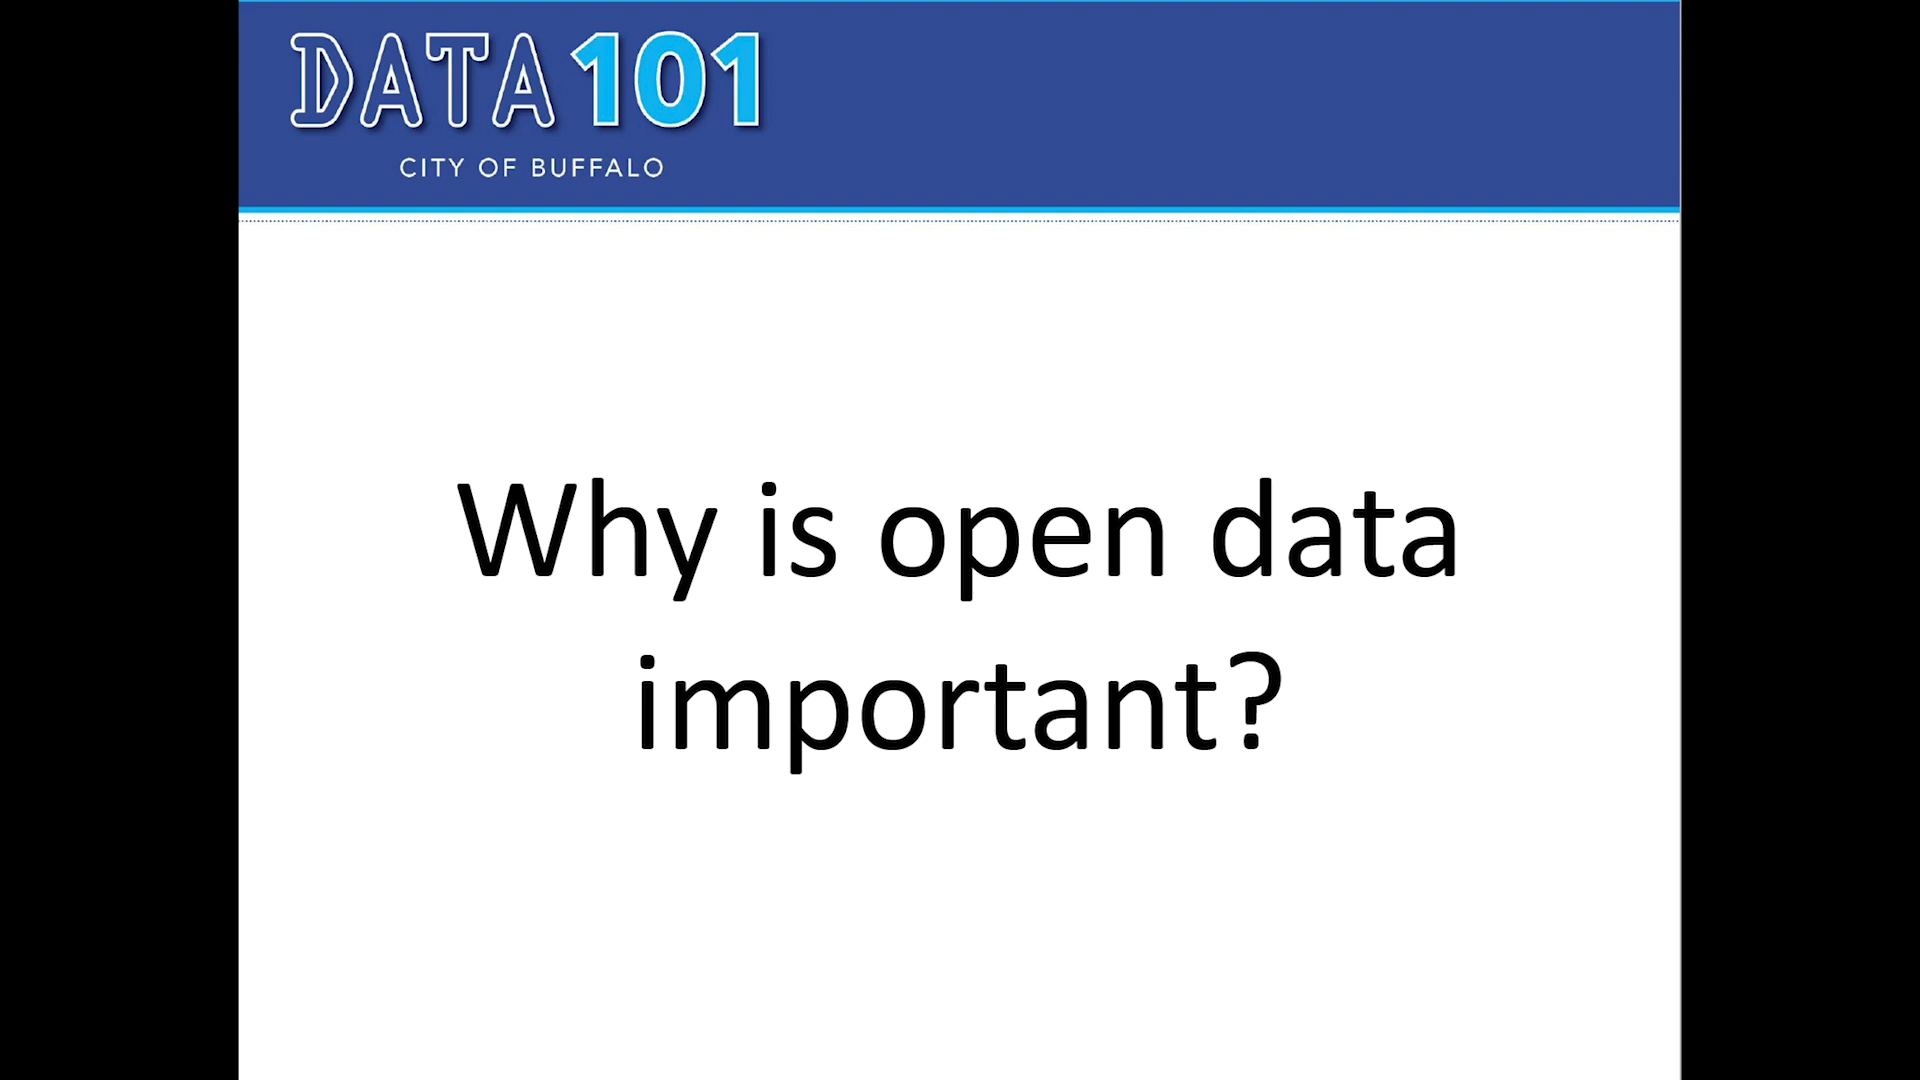 DATA 101
CITY OF BUFFALO
Why is open data
important?